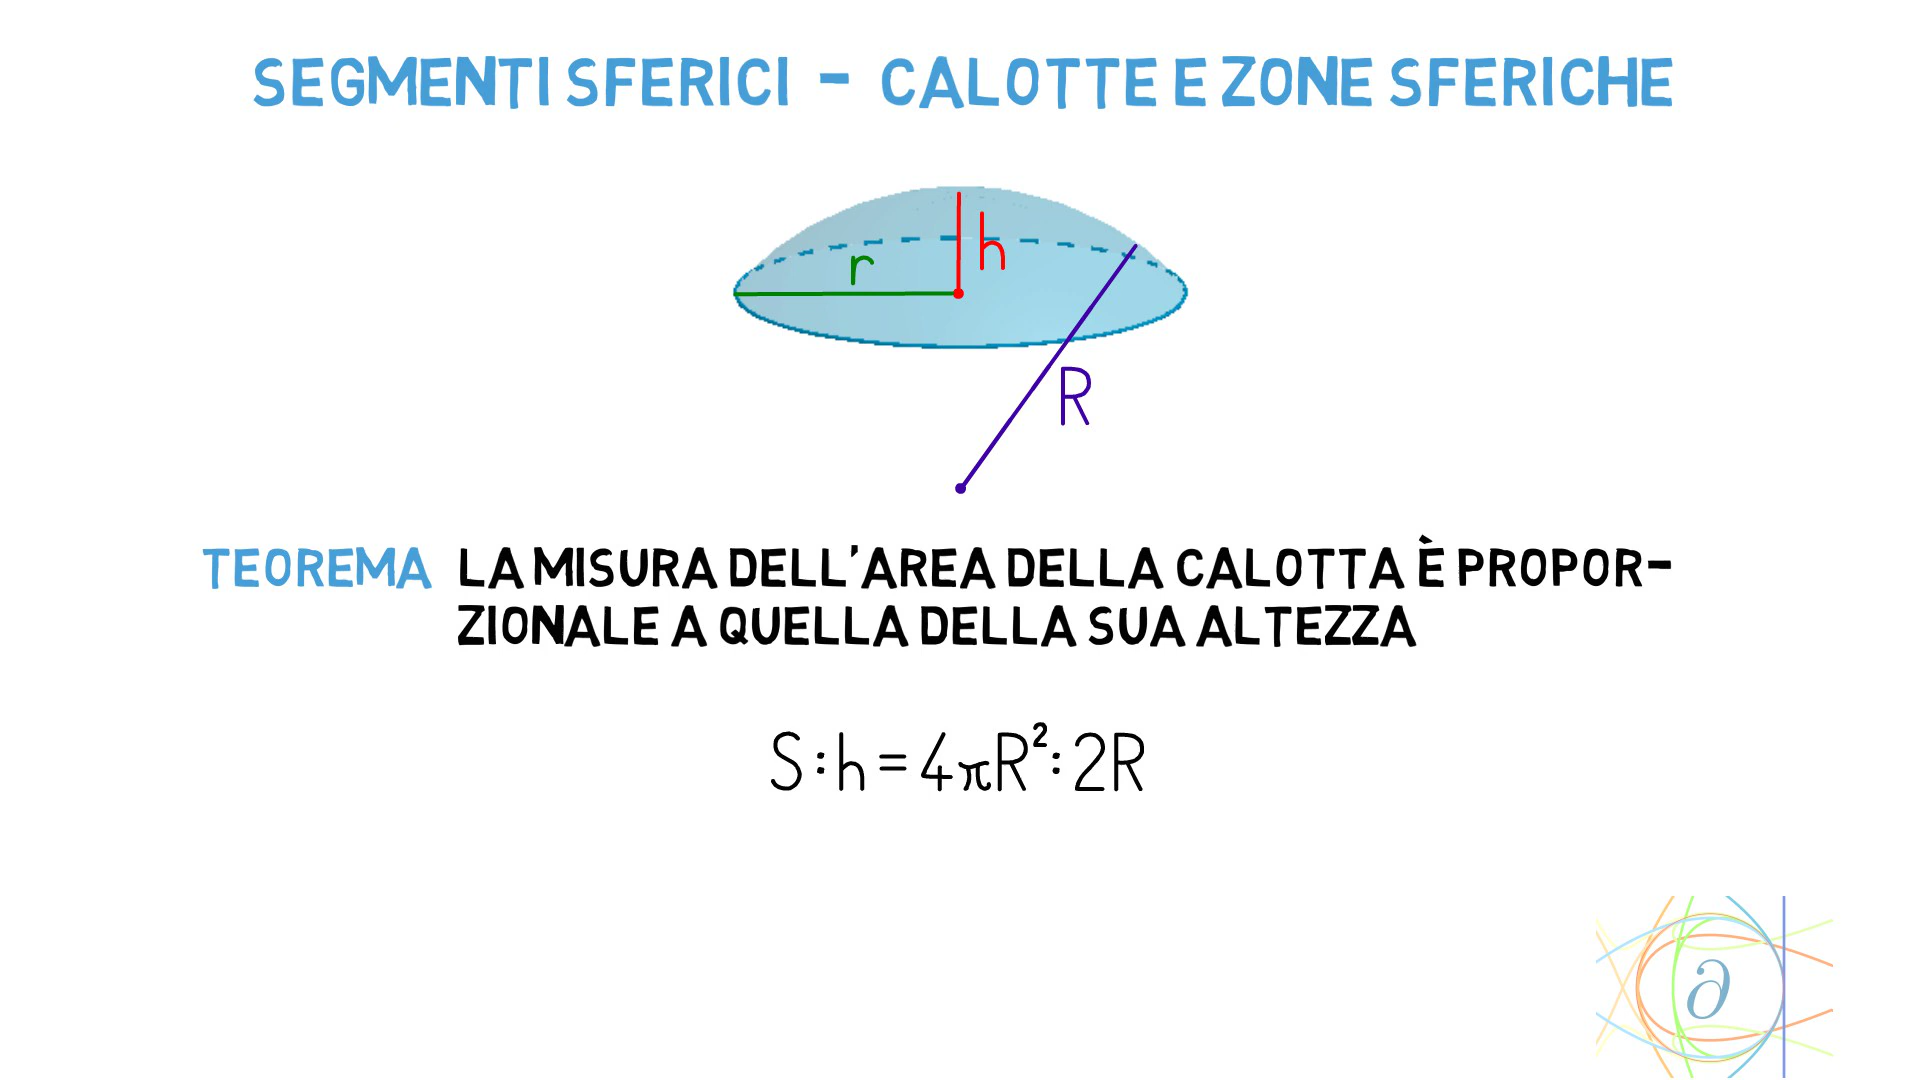 SEGMENTI SFERICI - CALOTTE E ZONE SFERICHE
h
r
R
TEOREMA LA MISURA DELL'AREA DELLA CALOTTA È PROPOR-
ZIONALE A QUELLA DELLA SUA ALTEZZA
S:h=4πR²:2R
∂